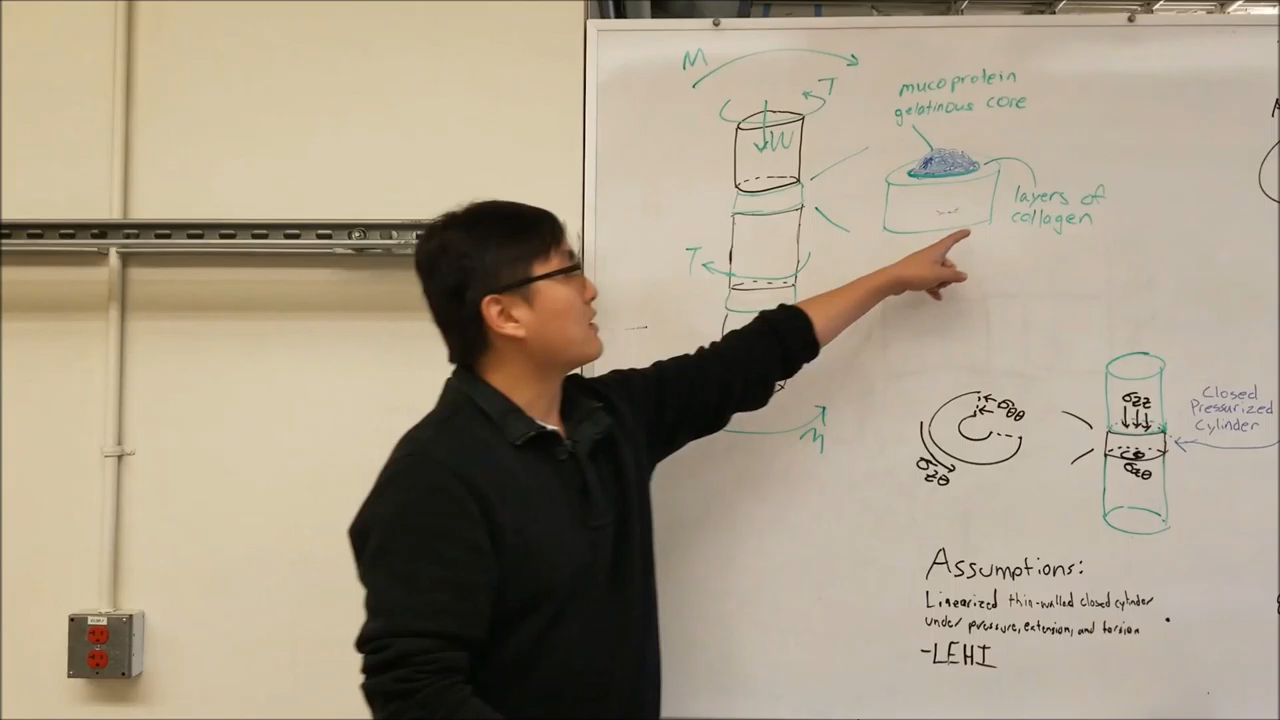 M
T
W
mucoprotein
gelatinous core
layers of
collagen
T
M
σθθ
σzθ
σzz
σzθ
Closed
Pressurized
Cylinder
Assumptions:
Linearized thin-walled closed cylinder
under pressure, extension, and torsion
-LEHI